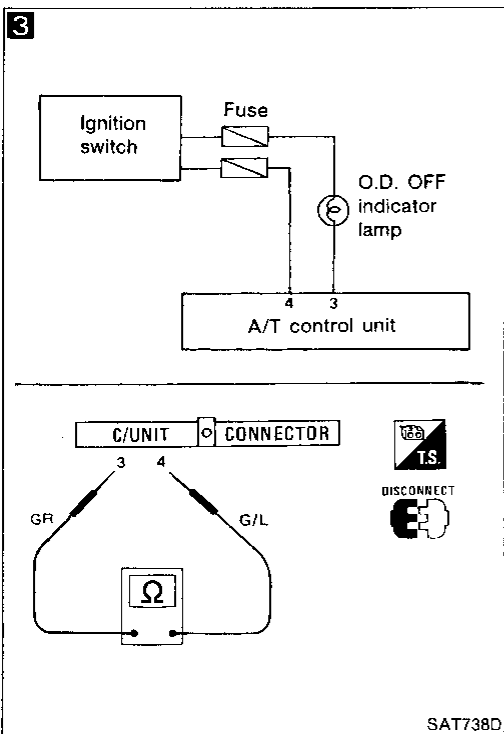 3
Ignition
switch
Fuse
O.D. OFF
indicator
lamp
4 3
A/T control unit
C/UNIT CONNECTOR
3 4
GR G/L
Ω
T.S.
DISCONNECT
SAT738D